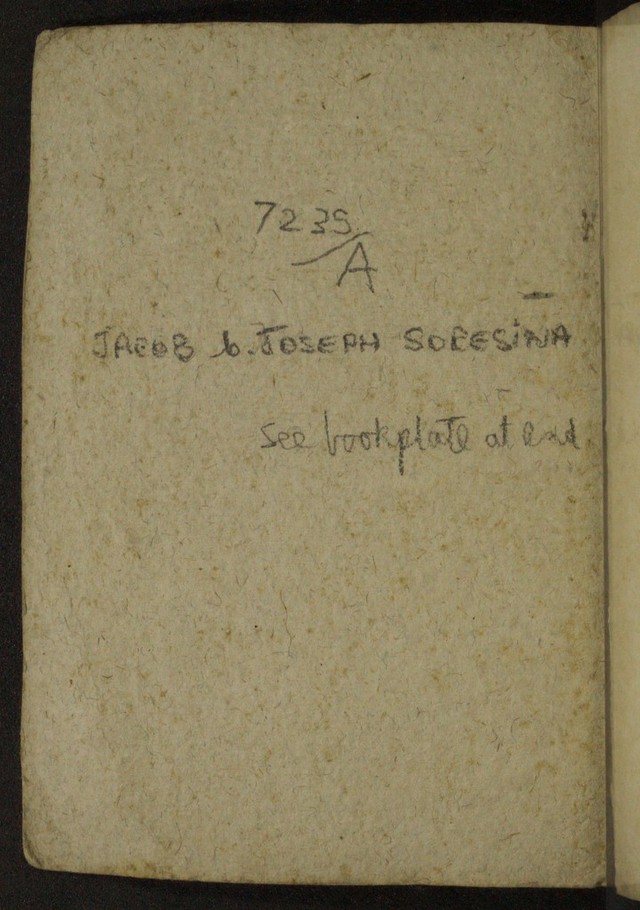 7239
A
JACOB b. JOSEPH SORESINA
see bookplate at end